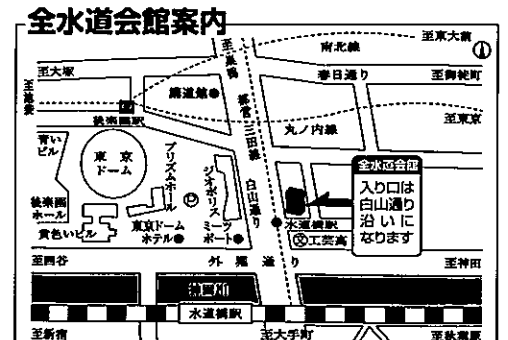 全水道会館案内
至東大前
南北線
至巣鴨
至大塚
春日通り
至御徒町
至池袋
講道館
都営三田線
後楽園駅
丸ノ内線
至東京
青いビル
東京ドーム
プリズムホール
ジオポリス
白山通り
全水道会館
入り口は
白山通り
沿いに
なります
後楽園ホール
黄色いビル
東京ドームホテル
ミーツポート
水道橋駅
工芸高
至四谷
外堀通り
至神田
神田川
水道橋駅
至新宿
至大手町
至秋葉原